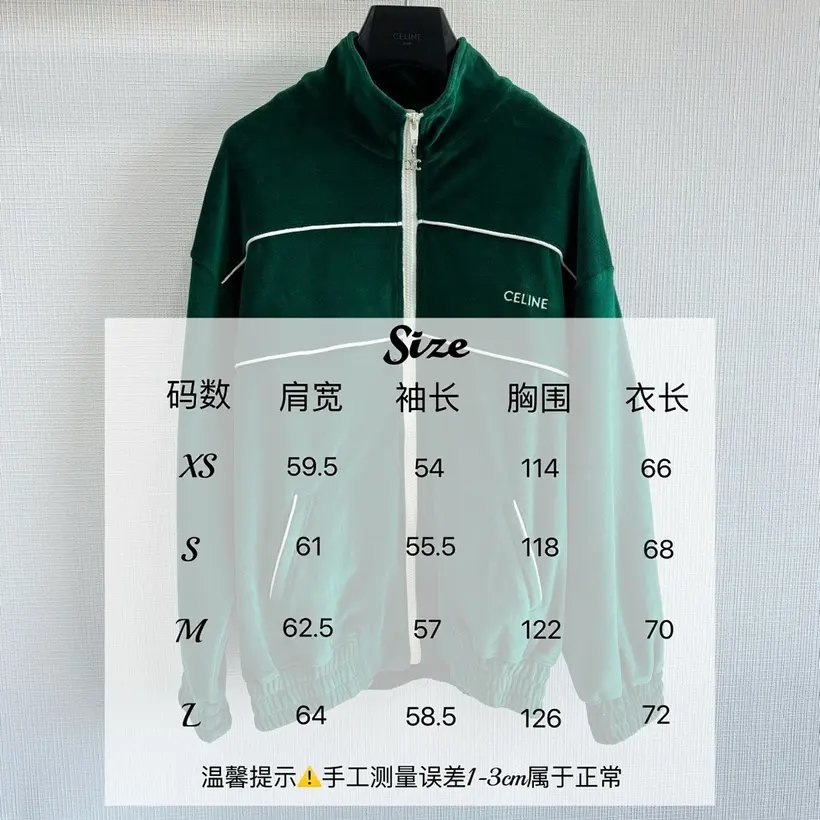 CELINE
CELINE
Size
码数 肩宽 袖长 胸围 衣长
XS 59.5 54 114 66
S 61 55.5 118 68
M 62.5 57 122 70
L 64 58.5 126 72
温馨提示⚠️手工测量误差1-3cm属于正常